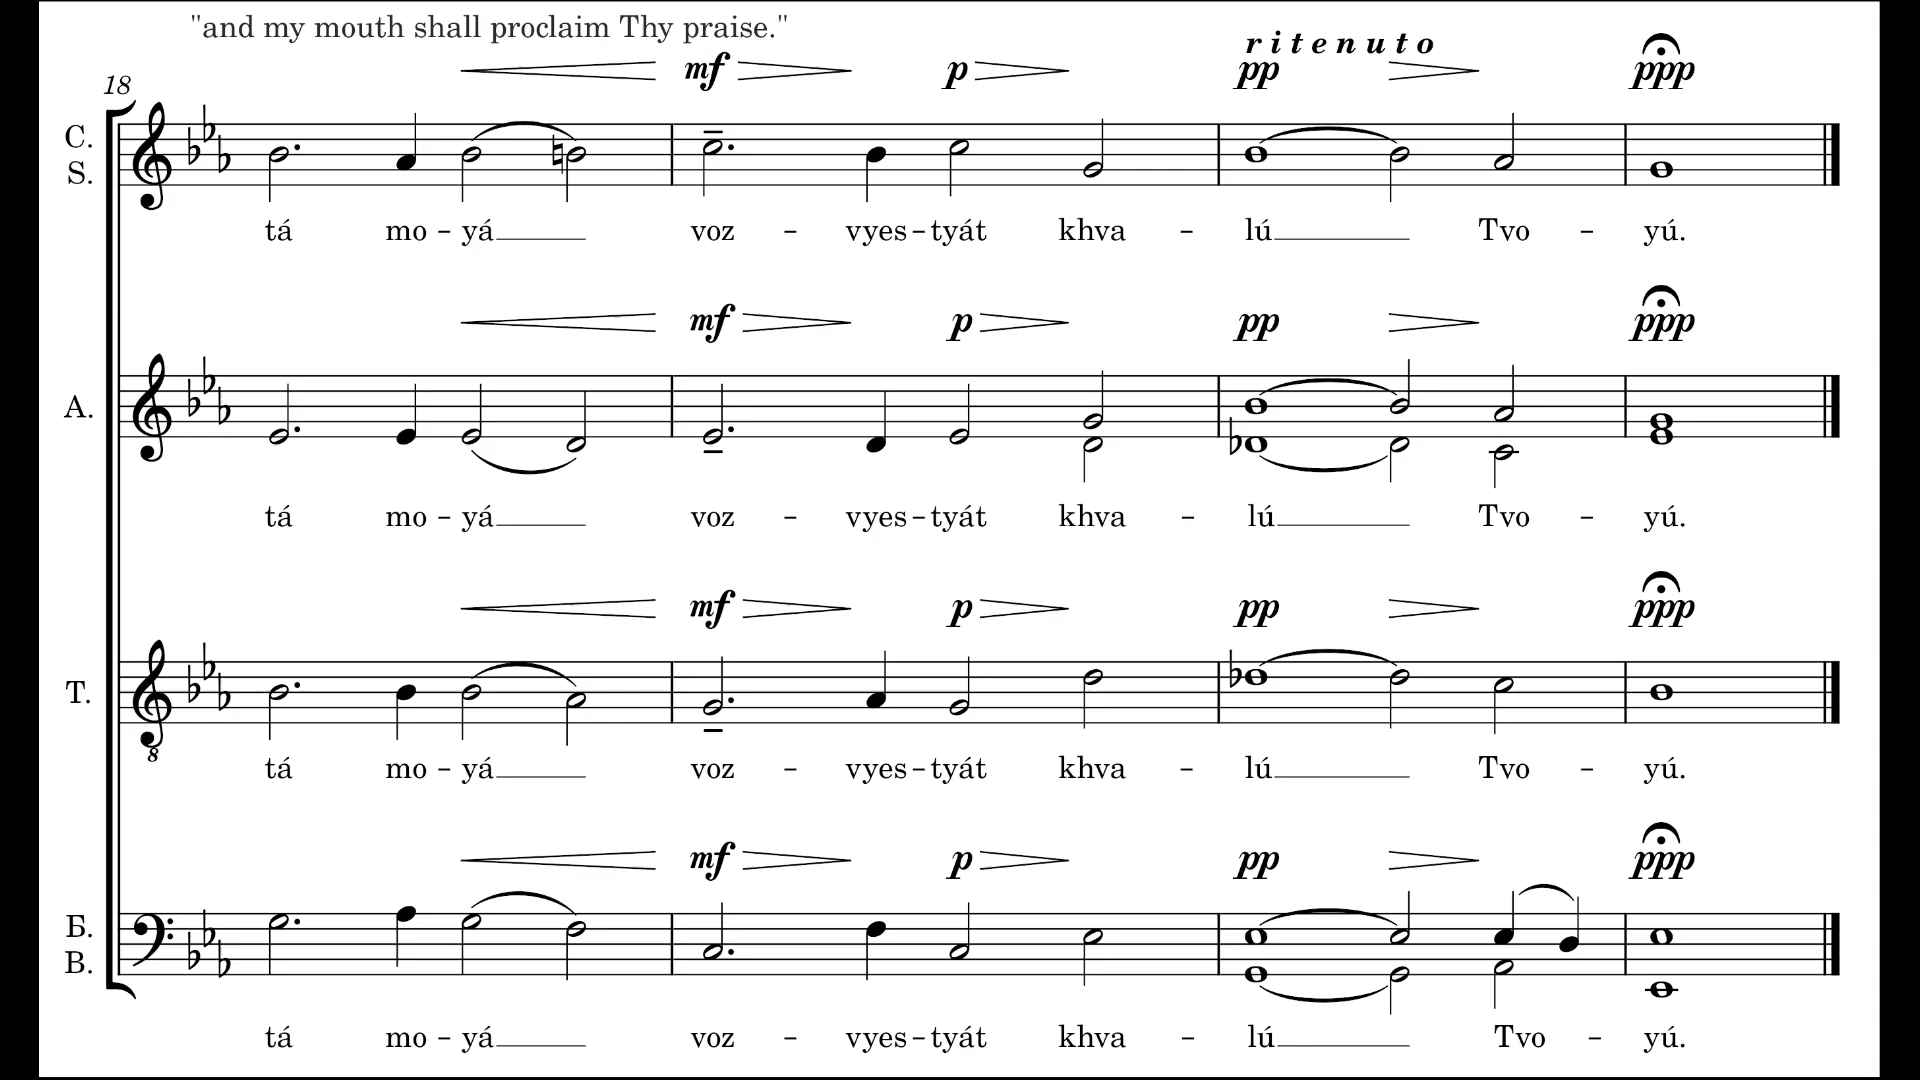 "and my mouth shall proclaim Thy praise."
ritenuto
18
mf p pp ppp
C.
S.
tá mo - yá voz - vyes - tyát khva - lú Tvo - yú.
mf p pp ppp
A.
tá mo - yá voz - vyes - tyát khva - lú Tvo - yú.
mf p pp ppp
T.
8
tá mo - yá voz - vyes - tyát khva - lú Tvo - yú.
mf p pp ppp
Б.
B.
tá mo - yá voz - vyes - tyát khva - lú Tvo - yú.